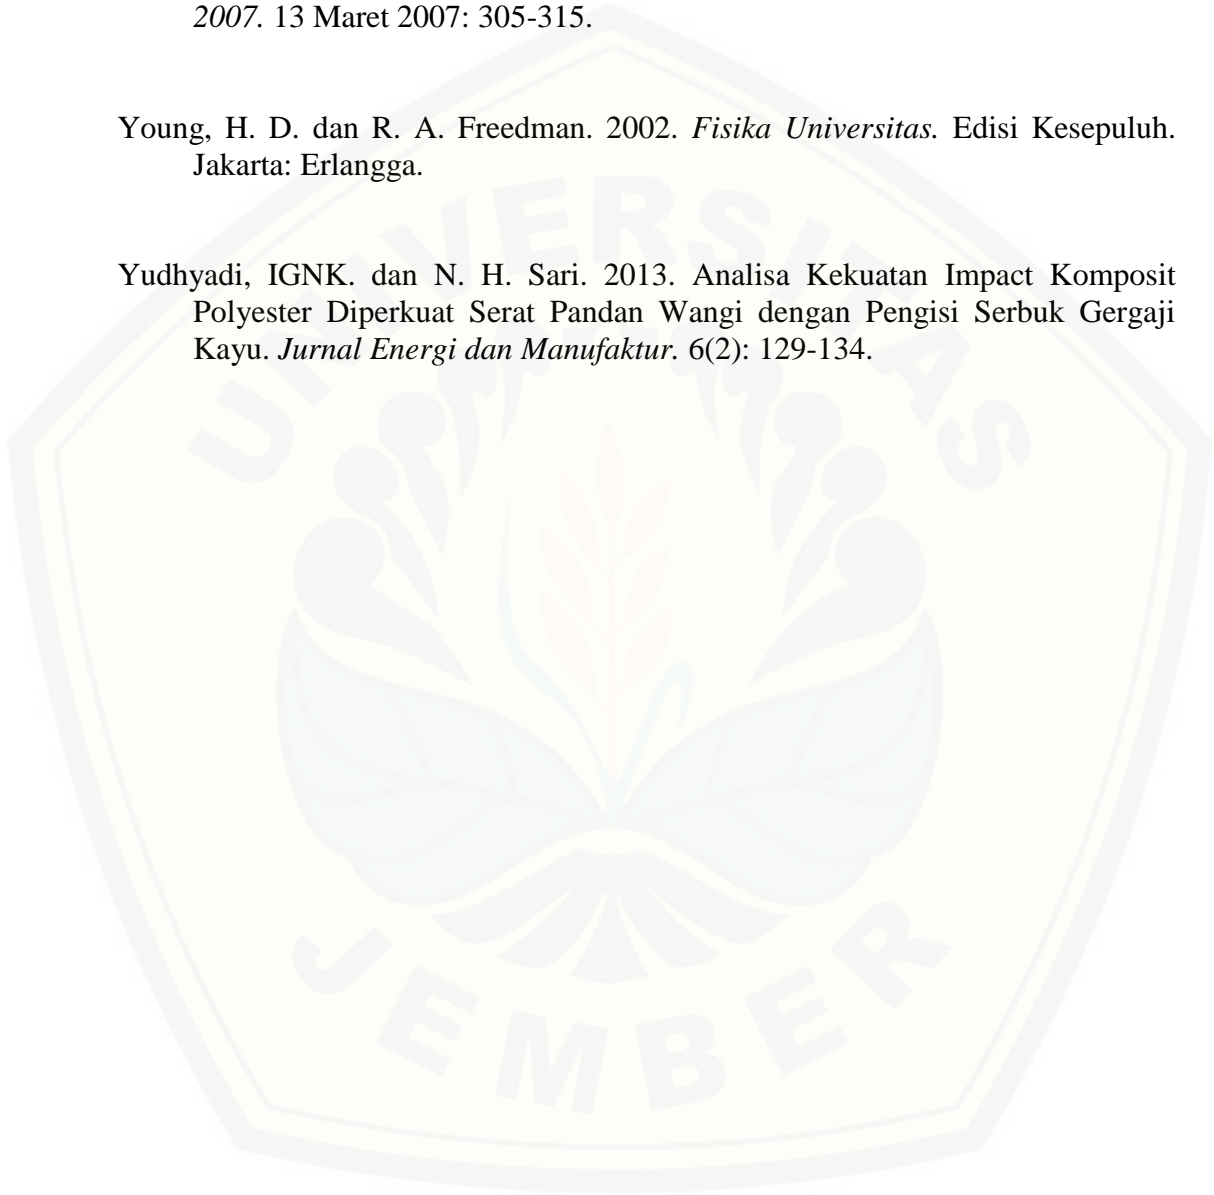 2007. 13 Maret 2007: 305-315.
Young, H. D. dan R. A. Freedman. 2002. Fisika Universitas. Edisi Kesepuluh.
Jakarta: Erlangga.
Yudhyadi, IGNK. dan N. H. Sari. 2013. Analisa Kekuatan Impact Komposit
Polyester Diperkuat Serat Pandan Wangi dengan Pengisi Serbuk Gergaji
Kayu. Jurnal Energi dan Manufaktur. 6(2): 129-134.
UNIVERSITAS
JEMBER